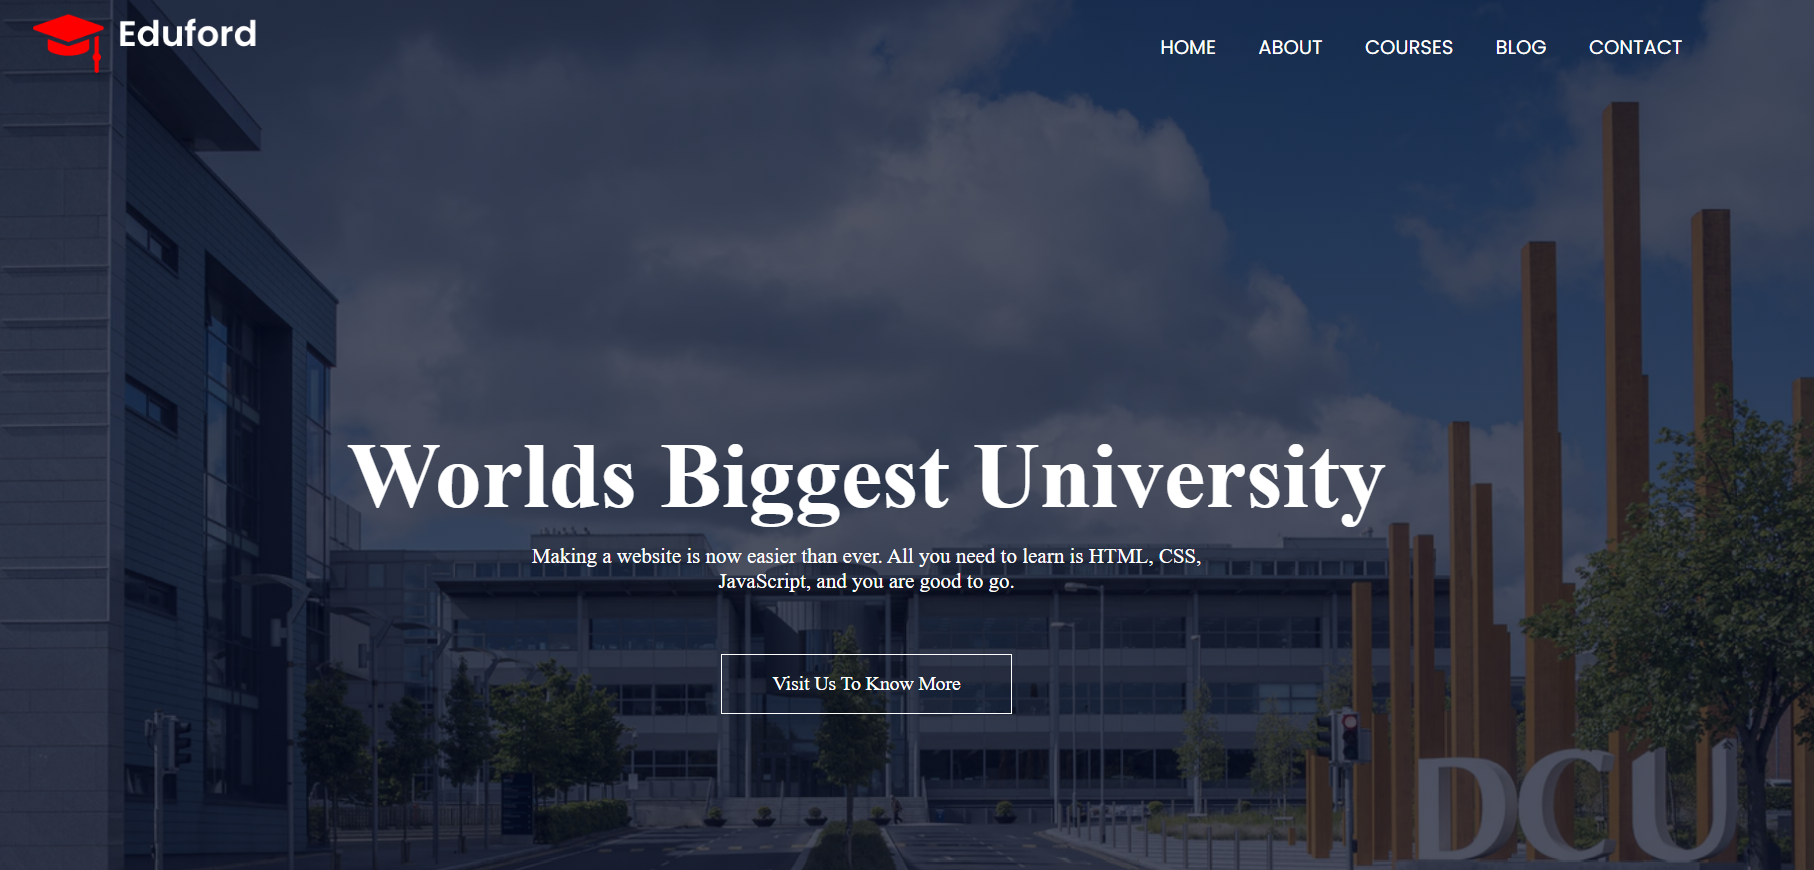 Eduford
HOME ABOUT COURSES BLOG CONTACT
Worlds Biggest University
Making a website is now easier than ever. All you need to learn is HTML, CSS,
JavaScript, and you are good to go.
Visit Us To Know More
DCU